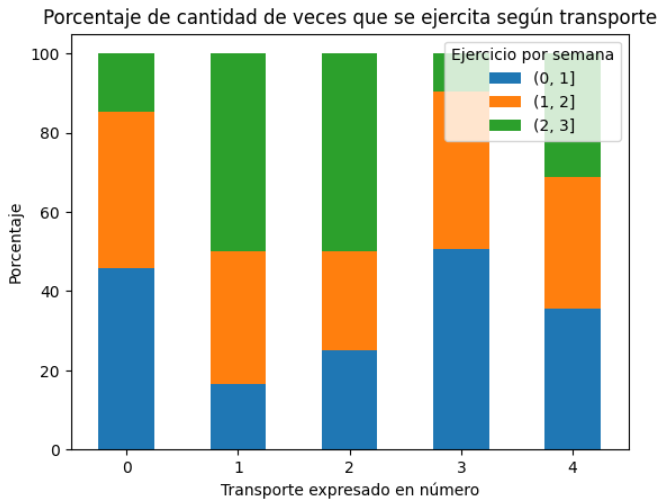 Porcentaje de cantidad de veces que se ejercita según transporte
Ejercicio por semana
(0, 1]
(1, 2]
(2, 3]
100
80
60
40
20
0
Porcentaje
0 1 2 3 4
Transporte expresado en número